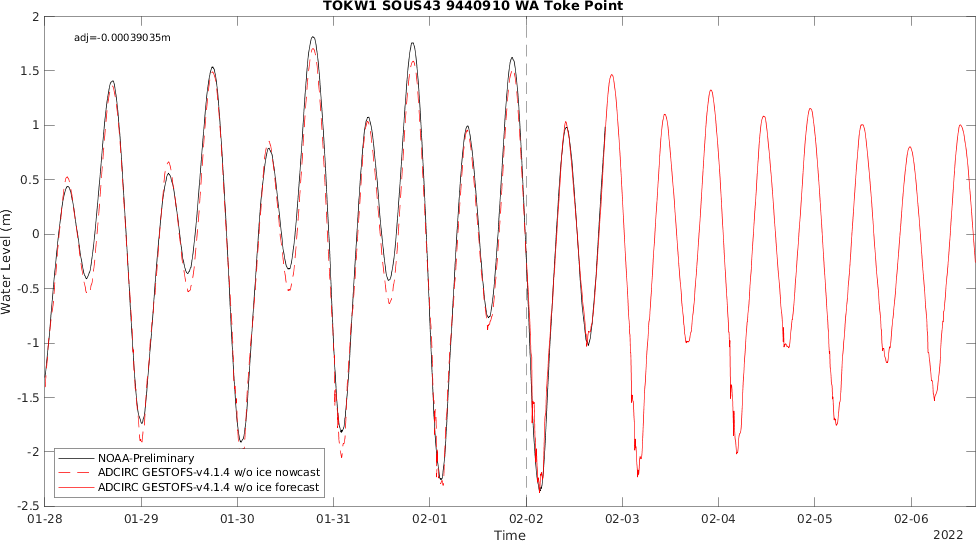 TOKW1 SOUS43 9440910 WA Toke Point
adj=-0.00039035m
2
1.5
1
0.5
0
-0.5
-1
-1.5
-2
-2.5
Water Level (m)
NOAA-Preliminary
ADCIRC GESTOFS-v4.1.4 w/o ice nowcast
ADCIRC GESTOFS-v4.1.4 w/o ice forecast
01-28 01-29 01-30 01-31 02-01 02-02 02-03 02-04 02-05 02-06
Time
2022